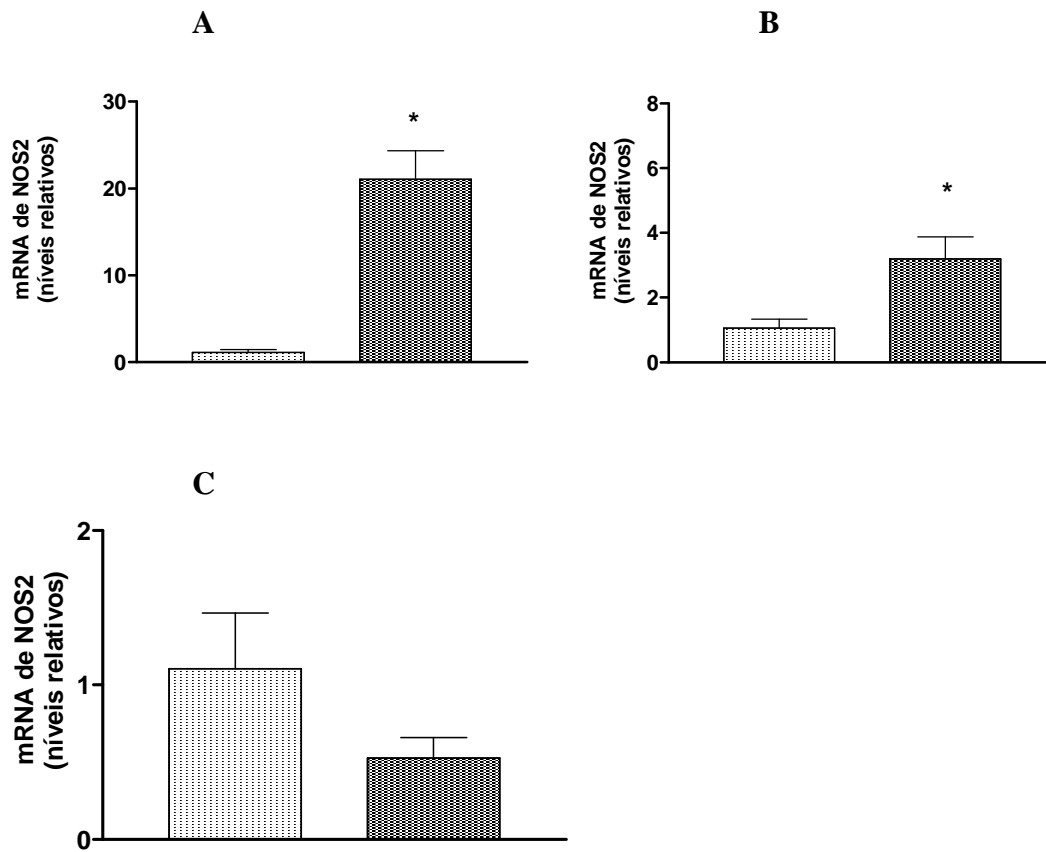 A
mRNA de NOS2
(níveis relativos)
30
20
10
0
*
B
mRNA de NOS2
(níveis relativos)
8
6
4
2
0
*
C
mRNA de NOS2
(níveis relativos)
2
1
0